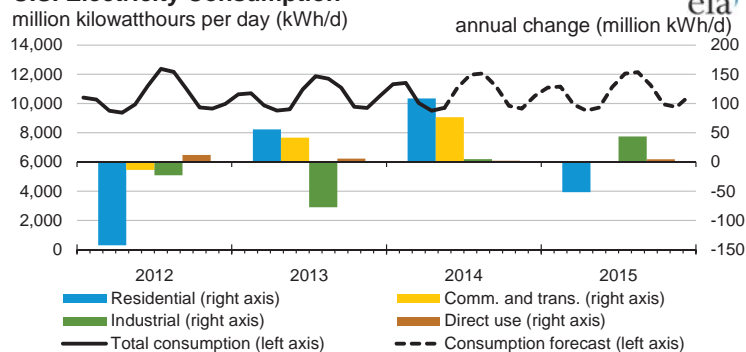 U.S. Electricity Consumption
million kilowatthours per day (kWh/d)
eia
annual change (million kWh/d)
14,000 200
12,000 150
10,000 100
8,000 50
6,000 0
4,000 -50
2,000 -100
0 -150
2012 2013 2014 2015
Residential (right axis) Comm. and trans. (right axis)
Industrial (right axis) Direct use (right axis)
Total consumption (left axis) Consumption forecast (left axis)